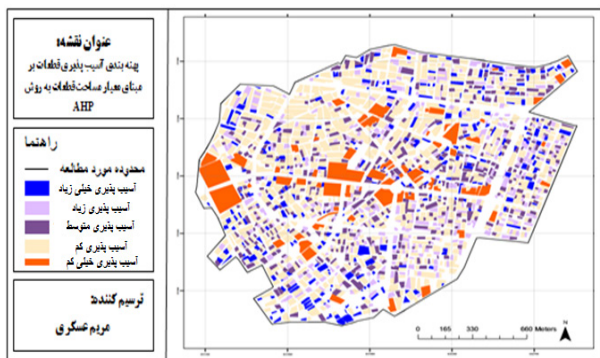 عنوان نقشه:
پهنه بندی آسیب پذیری قطعات بر
مبنای معیار مساحت قطعات به روش
AHP
راهنما
محدوده مورد مطالعه
آسیب پذیری خیلی زیاد
آسیب پذیری زیاد
آسیب پذیری متوسط
آسیب پذیری کم
آسیب پذیری خیلی کم
ترسیم کننده:
مریم عسگری
0 165 330 660 Meters
N